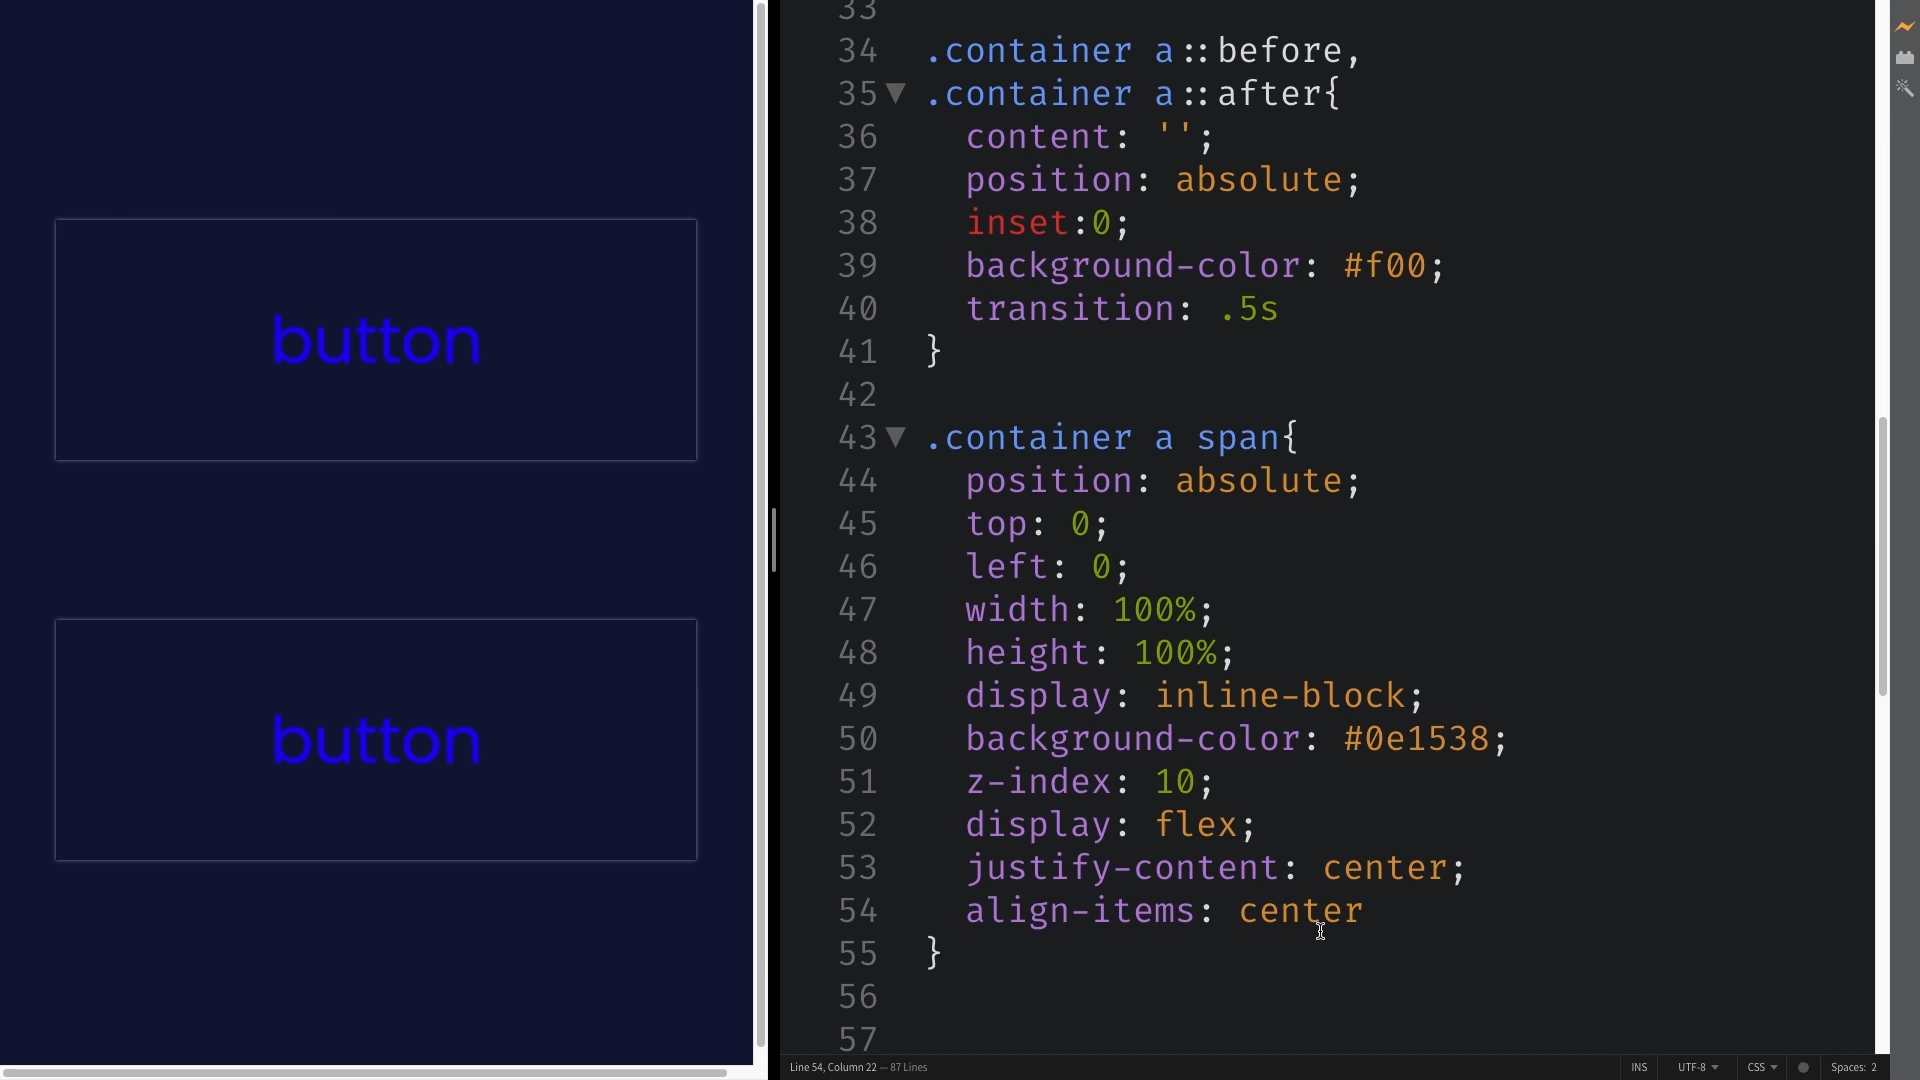 button
button
33
34 .container a::before,
35 .container a::after{
36 content: '';
37 position: absolute;
38 inset:0;
39 background-color: #f00;
40 transition: .5s
41 }
42
43 .container a span{
44 position: absolute;
45 top: 0;
46 left: 0;
47 width: 100%;
48 height: 100%;
49 display: inline-block;
50 background-color: #0e1538;
51 z-index: 10;
52 display: flex;
53 justify-content: center;
54 align-items: center
55 }
56
57
Line 54, Column 22 — 87 Lines
INS UTF-8 CSS Spaces: 2